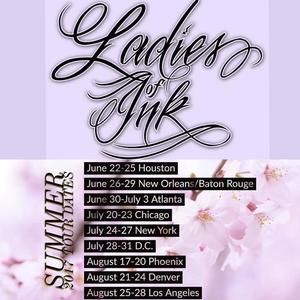 Ladies
of
Ink
SUMMER
2017 TOUR DATES
June 22-25 Houston
June 26-29 New Orleans/Baton Rouge
June 30-July 3 Atlanta
July 20-23 Chicago
July 24-27 New York
July 28-31 D.C.
August 17-20 Phoenix
August 21-24 Denver
August 25-28 Los Angeles